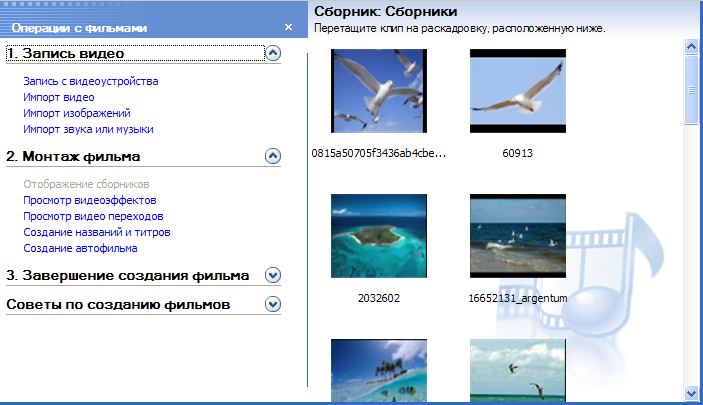 Операции с фильмами
1. Запись видео
Запись с видеоустройства
Импорт видео
Импорт изображений
Импорт звука или музыки
2. Монтаж фильма
Отображение сборников
Просмотр видеоэффектов
Просмотр видео переходов
Создание названий и титров
Создание автофильма
3. Завершение создания фильма
Советы по созданию фильмов
Сборник: Сборники
Перетащите клип на раскадровку, расположенную ниже.
0815a50705f3436ab4cbe...
60913
2032602
16652131_argentum